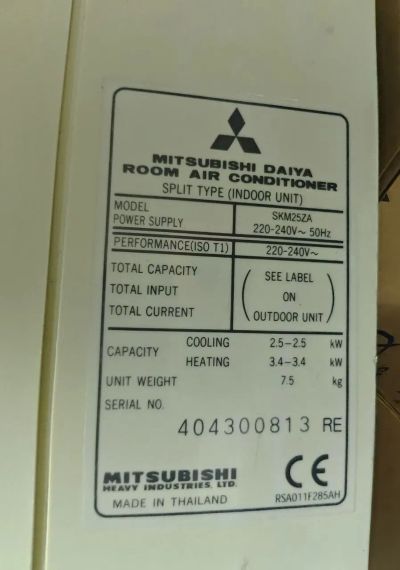 MITSUBISHI DAIYA
ROOM AIR CONDITIONER
SPLIT TYPE (INDOOR UNIT)
MODEL SKM25ZA
POWER SUPPLY 220-240V~ 50Hz
PERFORMANCE(ISO T1) 220-240V~
TOTAL CAPACITY SEE LABEL
TOTAL INPUT ON
TOTAL CURRENT OUTDOOR UNIT
CAPACITY COOLING 2.5-2.5 kW
HEATING 3.4-3.4 kW
UNIT WEIGHT 7.5 kg
SERIAL NO.
404300813 RE
MITSUBISHI
HEAVY INDUSTRIES, LTD.
MADE IN THAILAND
CE
RSA011F285AH